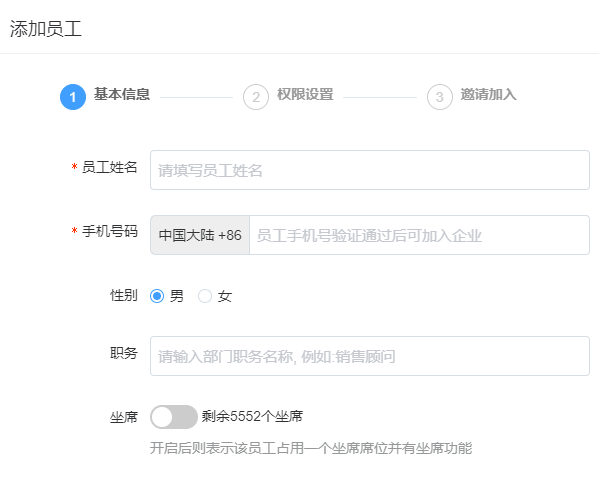 添加员工
1 基本信息 2 权限设置 3 邀请加入
* 员工姓名 请填写员工姓名
* 手机号码 中国大陆 +86 员工手机号验证通过后可加入企业
性别 男 女
职务 请输入部门职务名称, 例如:销售顾问
坐席 剩余5552个坐席
开启后则表示该员工占用一个坐席席位并有坐席功能